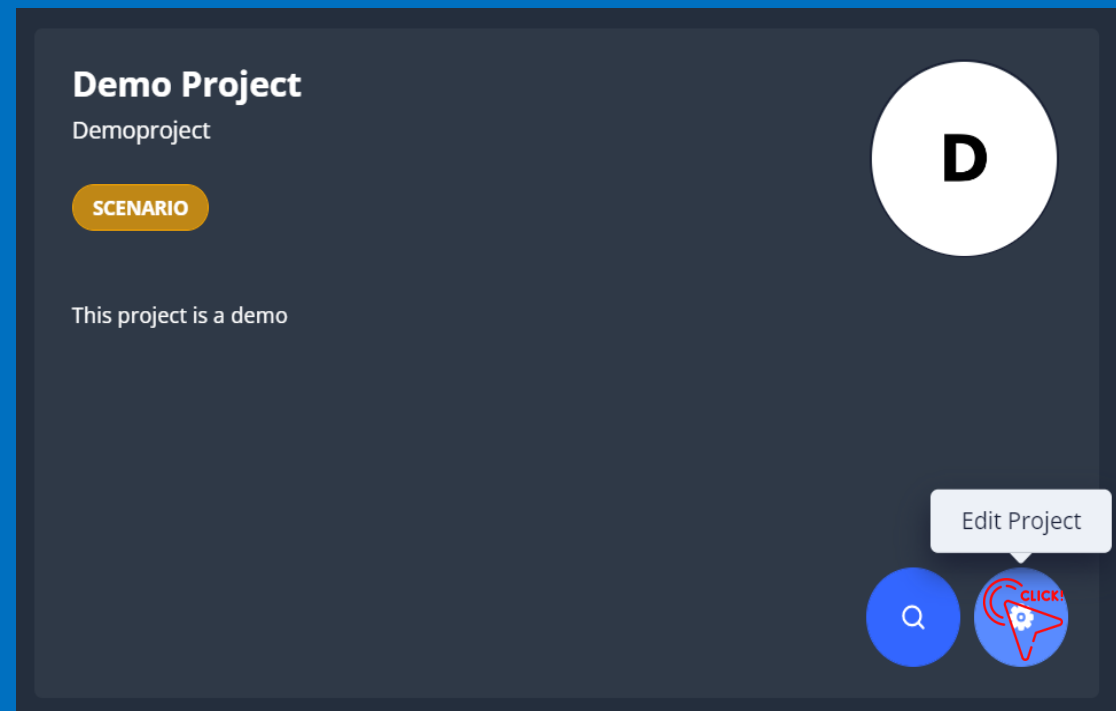 Demo Project
Demoproject
D
SCENARIO
This project is a demo
Edit Project
CLICK!